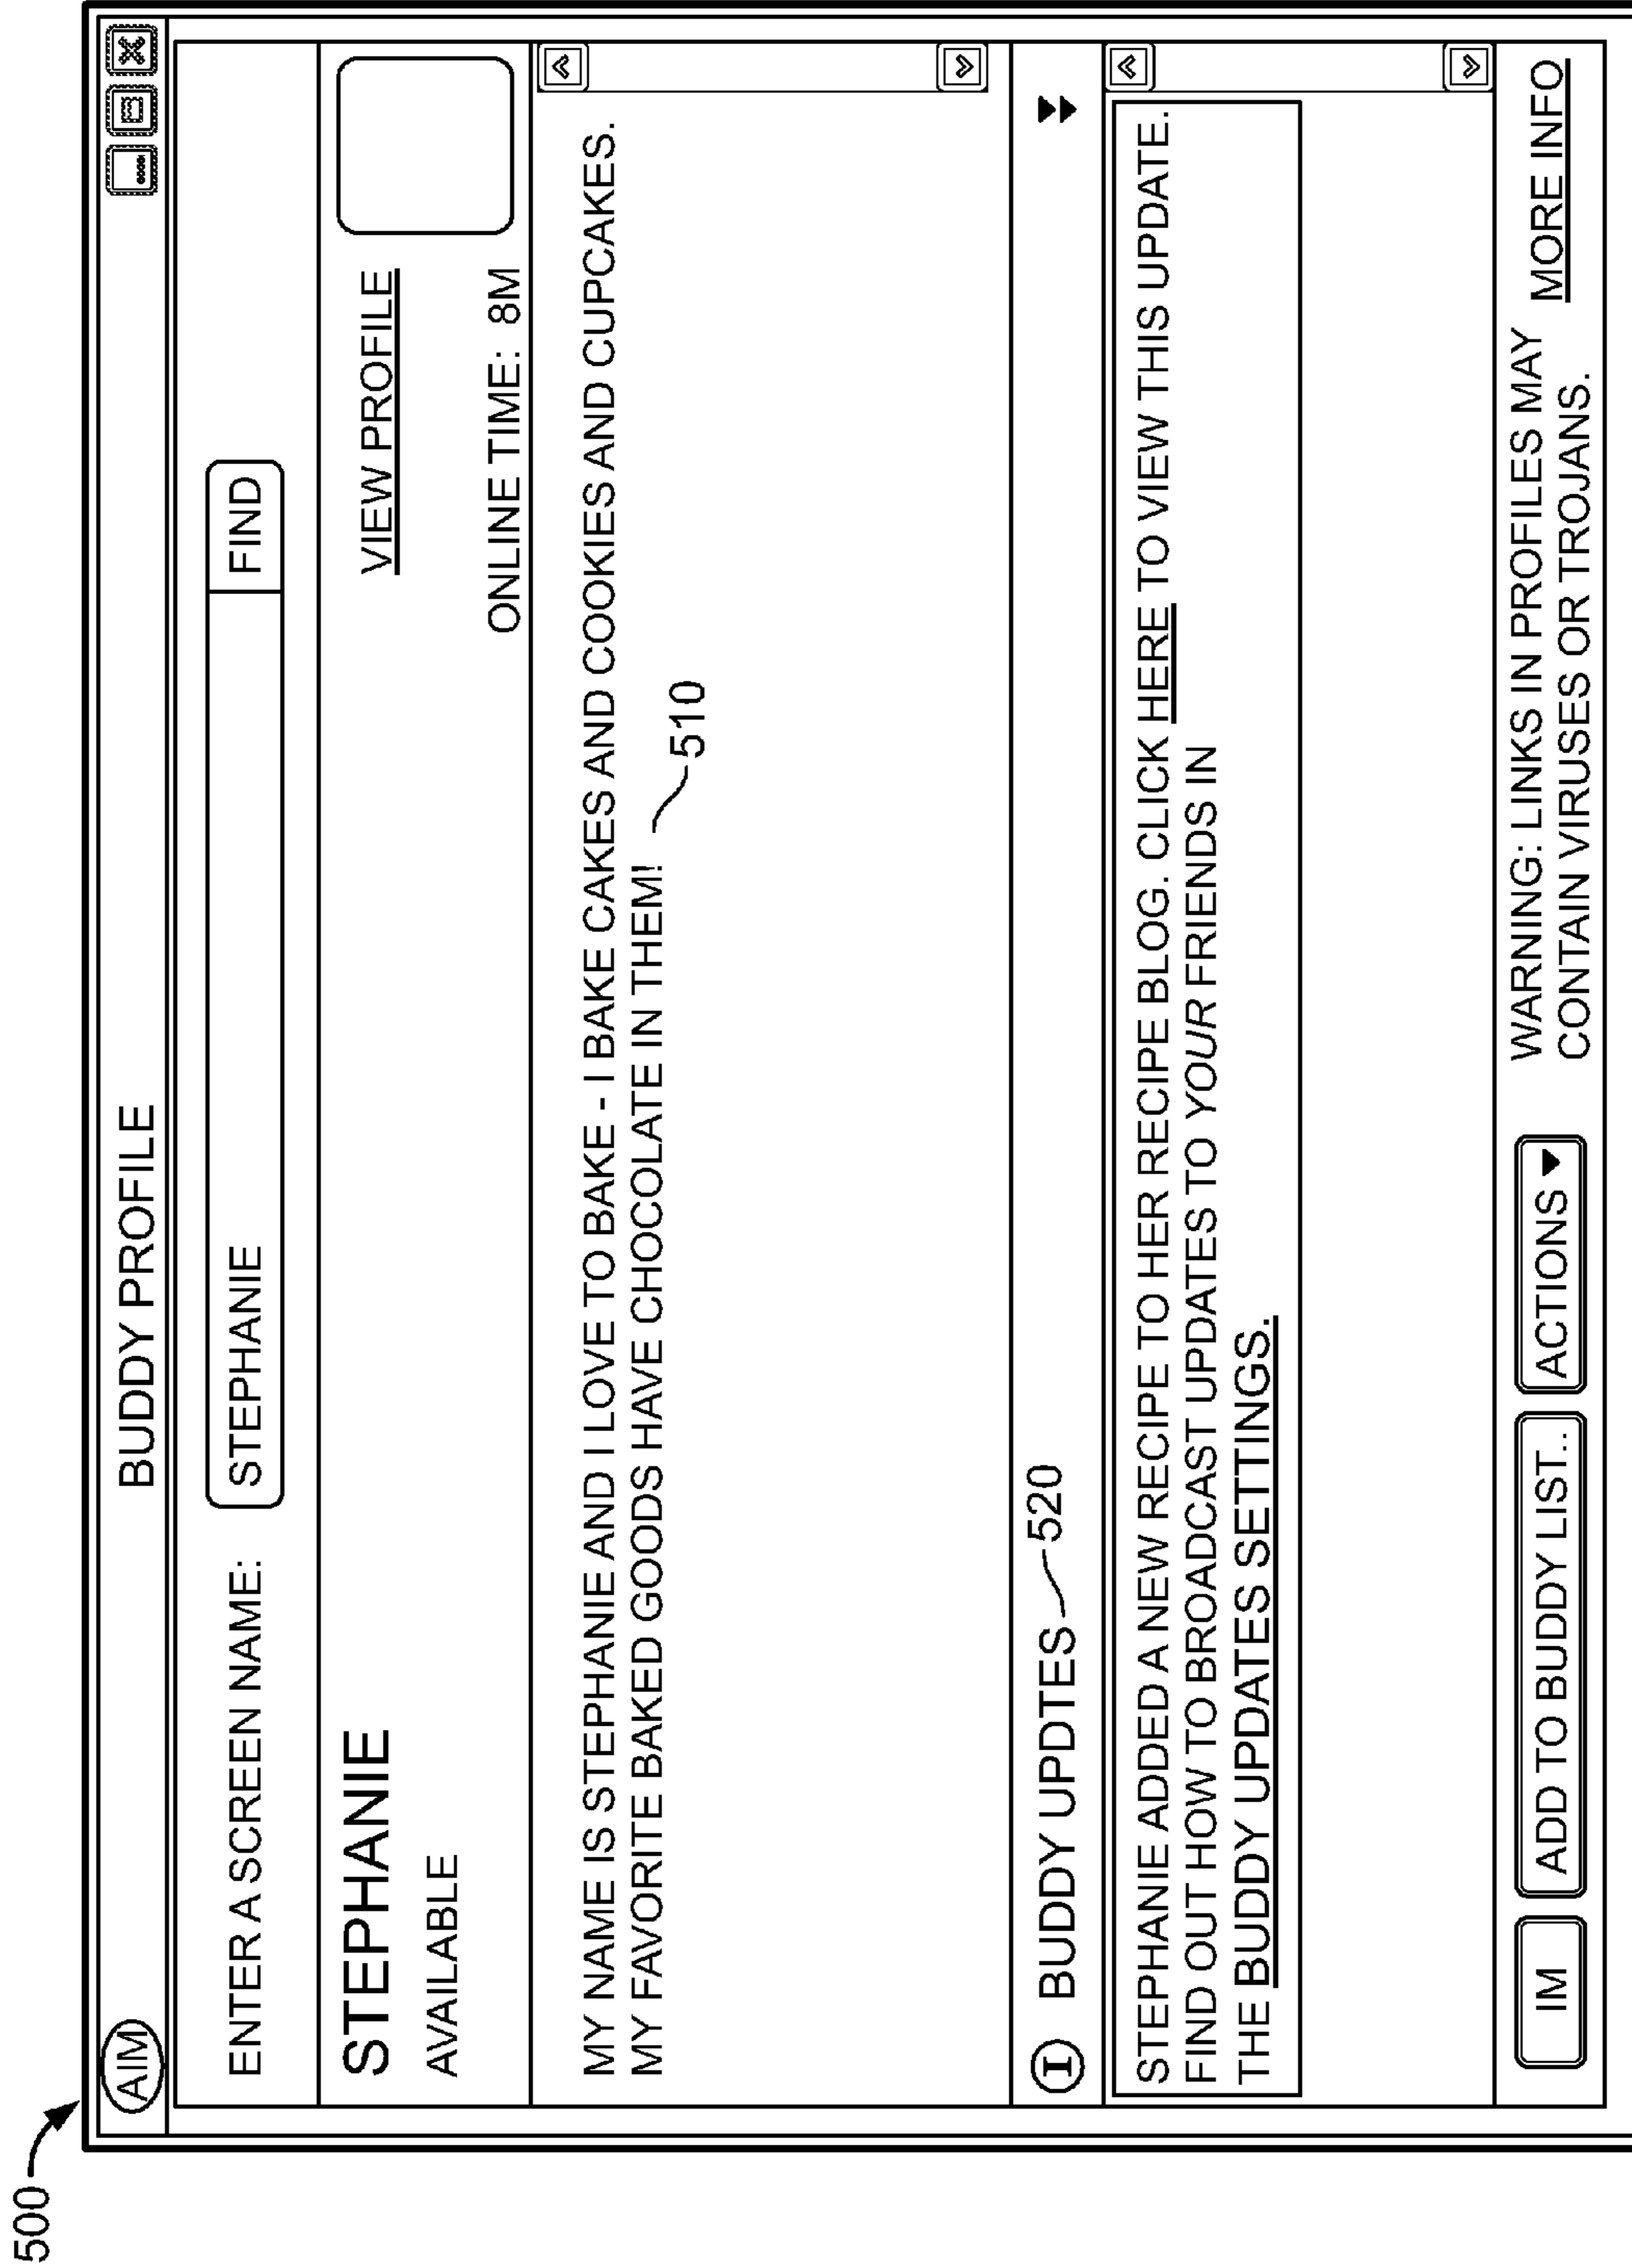 500
AIM
BUDDY PROFILE
ENTER A SCREEN NAME: STEPHANIE FIND
STEPHANIE VIEW PROFILE
AVAILABLE ONLINE TIME: 8M
MY NAME IS STEPHANIE AND I LOVE TO BAKE - I BAKE CAKES AND COOKIES AND CUPCAKES.
MY FAVORITE BAKED GOODS HAVE CHOCOLATE IN THEM! 510
I BUDDY UPDTES 520
STEPHANIE ADDED A NEW RECIPE TO HER RECIPE BLOG. CLICK HERE TO VIEW THIS UPDATE.
FIND OUT HOW TO BROADCAST UPDATES TO YOUR FRIENDS IN
THE BUDDY UPDATES SETTINGS.
IM ADD TO BUDDY LIST.. ACTIONS
WARNING: LINKS IN PROFILES MAY
CONTAIN VIRUSES OR TROJANS.
MORE INFO